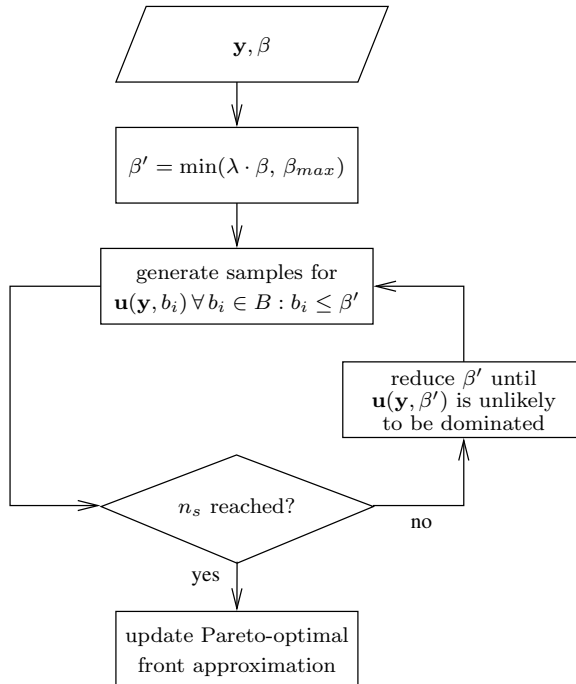 y, β
β′ = min(λ · β, β_max)
generate samples for
u(y, b_i) ∀ b_i ∈ B : b_i ≤ β′
reduce β′ until
u(y, β′) is unlikely
to be dominated
n_s reached?
no
yes
update Pareto-optimal
front approximation